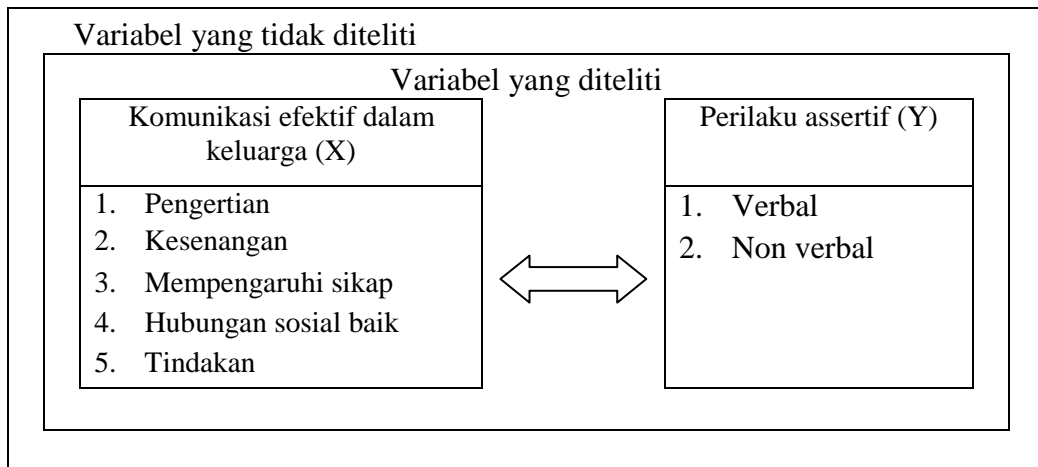 Variabel yang tidak diteliti
Variabel yang diteliti
Komunikasi efektif dalam
keluarga (X)
1. Pengertian
2. Kesenangan
3. Mempengaruhi sikap
4. Hubungan sosial baik
5. Tindakan
Perilaku assertif (Y)
1. Verbal
2. Non verbal